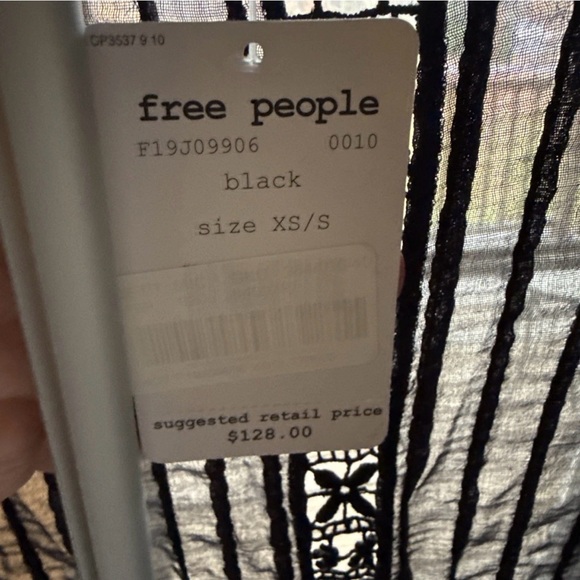 CP3537 9.10
free people
F19J09906 0010
black
size XS/S
suggested retail price
$128.00